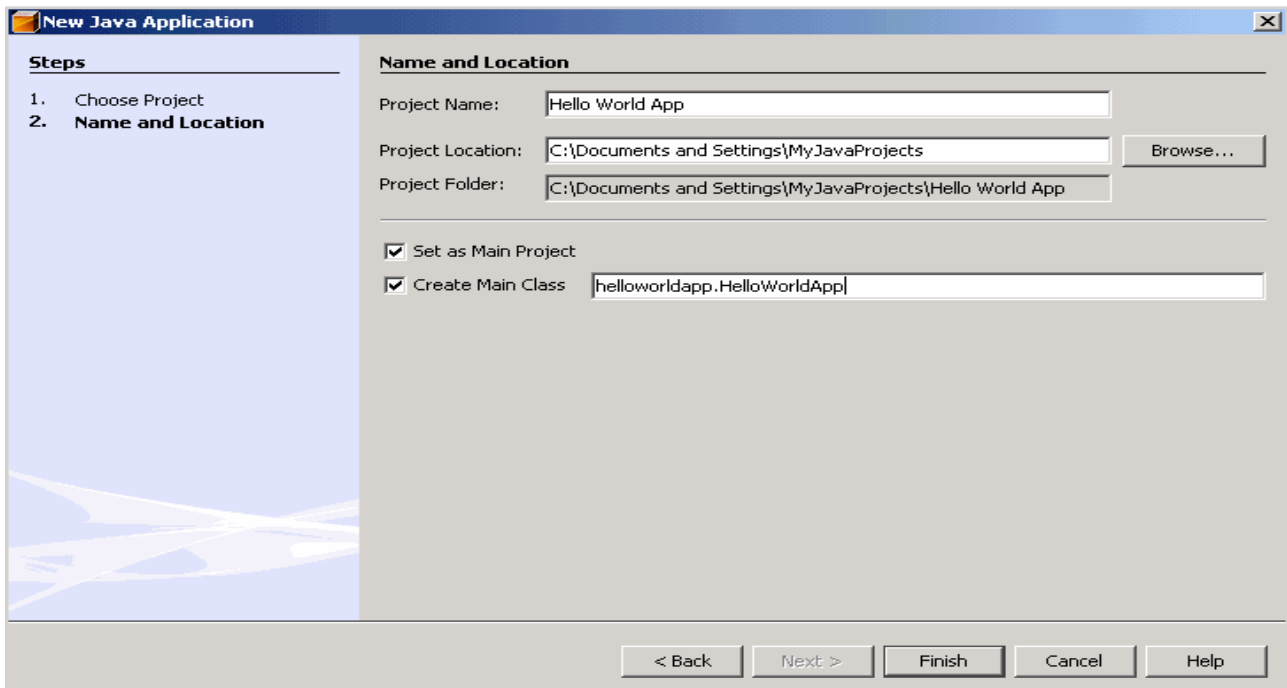 New Java Application
Steps
1. Choose Project
2. Name and Location
Name and Location
Project Name: Hello World App
Project Location: C:\Documents and Settings\MyJavaProjects Browse...
Project Folder: C:\Documents and Settings\MyJavaProjects\Hello World App
Set as Main Project
Create Main Class helloworldapp.HelloWorldApp
< Back Next > Finish Cancel Help